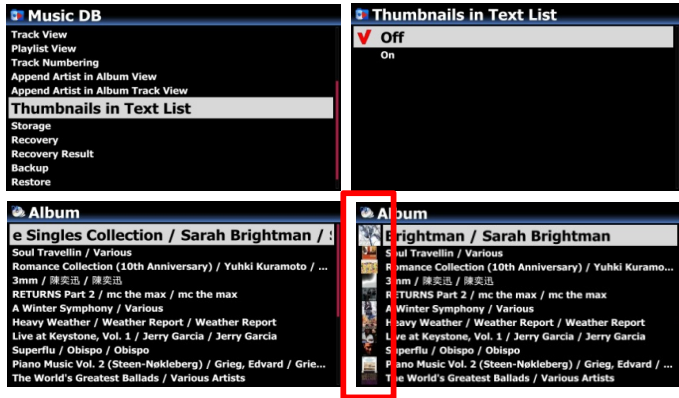 Music DB
Track View
Playlist View
Track Numbering
Append Artist in Album View
Append Artist in Album Track View
Thumbnails in Text List
Storage
Recovery
Recovery Result
Backup
Restore
Thumbnails in Text List
Off
On
Album
e Singles Collection / Sarah Brightman / :
Soul Travellin / Various
Romance Collection (10th Anniversary) / Yuhki Kuramoto / ...
3mm / 陳奕迅 / 陳奕迅
RETURNS Part 2 / mc the max / mc the max
A Winter Symphony / Various
Heavy Weather / Weather Report / Weather Report
Live at Keystone, Vol. 1 / Jerry Garcia / Jerry Garcia
Superflu / Obispo / Obispo
Piano Music Vol. 2 (Steen-Nøkleberg) / Grieg, Edvard / Grie...
The World's Greatest Ballads / Various Artists
Album
Brightman / Sarah Brightman
Soul Travellin / Various
Romance Collection (10th Anniversary) / Yuhki Kuramo...
3mm / 陳奕迅 / 陳奕迅
RETURNS Part 2 / mc the max / mc the max
A Winter Symphony / Various
Heavy Weather / Weather Report / Weather Report
Live at Keystone, Vol. 1 / Jerry Garcia / Jerry Garcia
Superflu / Obispo / Obispo
Piano Music Vol. 2 (Steen-Nøkleberg) / Grieg, Edvard / ...
The World's Greatest Ballads / Various Artists